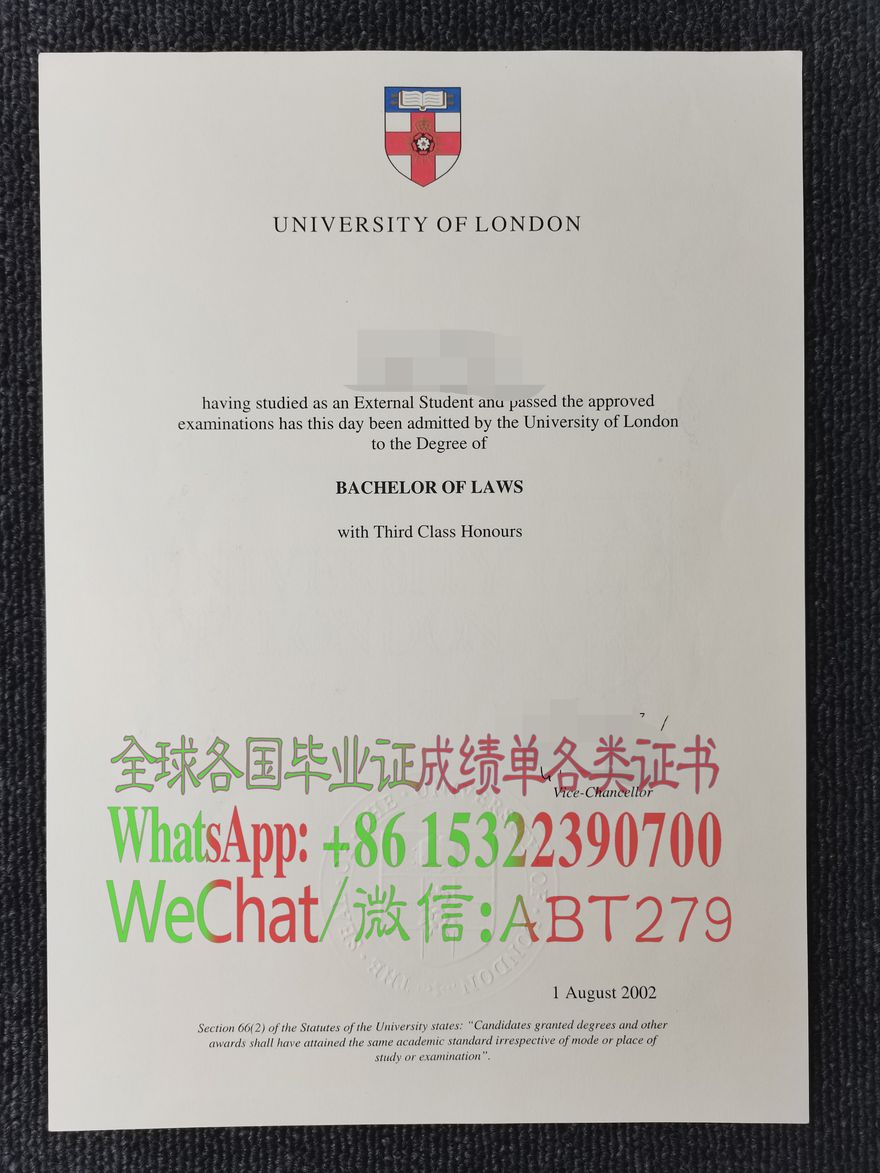 UNIVERSITY OF LONDON
having studied as an External Student and passed the approved
examinations has this day been admitted by the University of London
to the Degree of
BACHELOR OF LAWS
with Third Class Honours
全球各国毕业证成绩单各类证书
Vice-Chancellor
WhatsApp: +86 15322390700
WeChat/微信:ABT279
1 August 2002
Section 66(2) of the Statutes of the University states: “Candidates granted degrees and other
awards shall have attained the same academic standard irrespective of mode or place of
study or examination”.